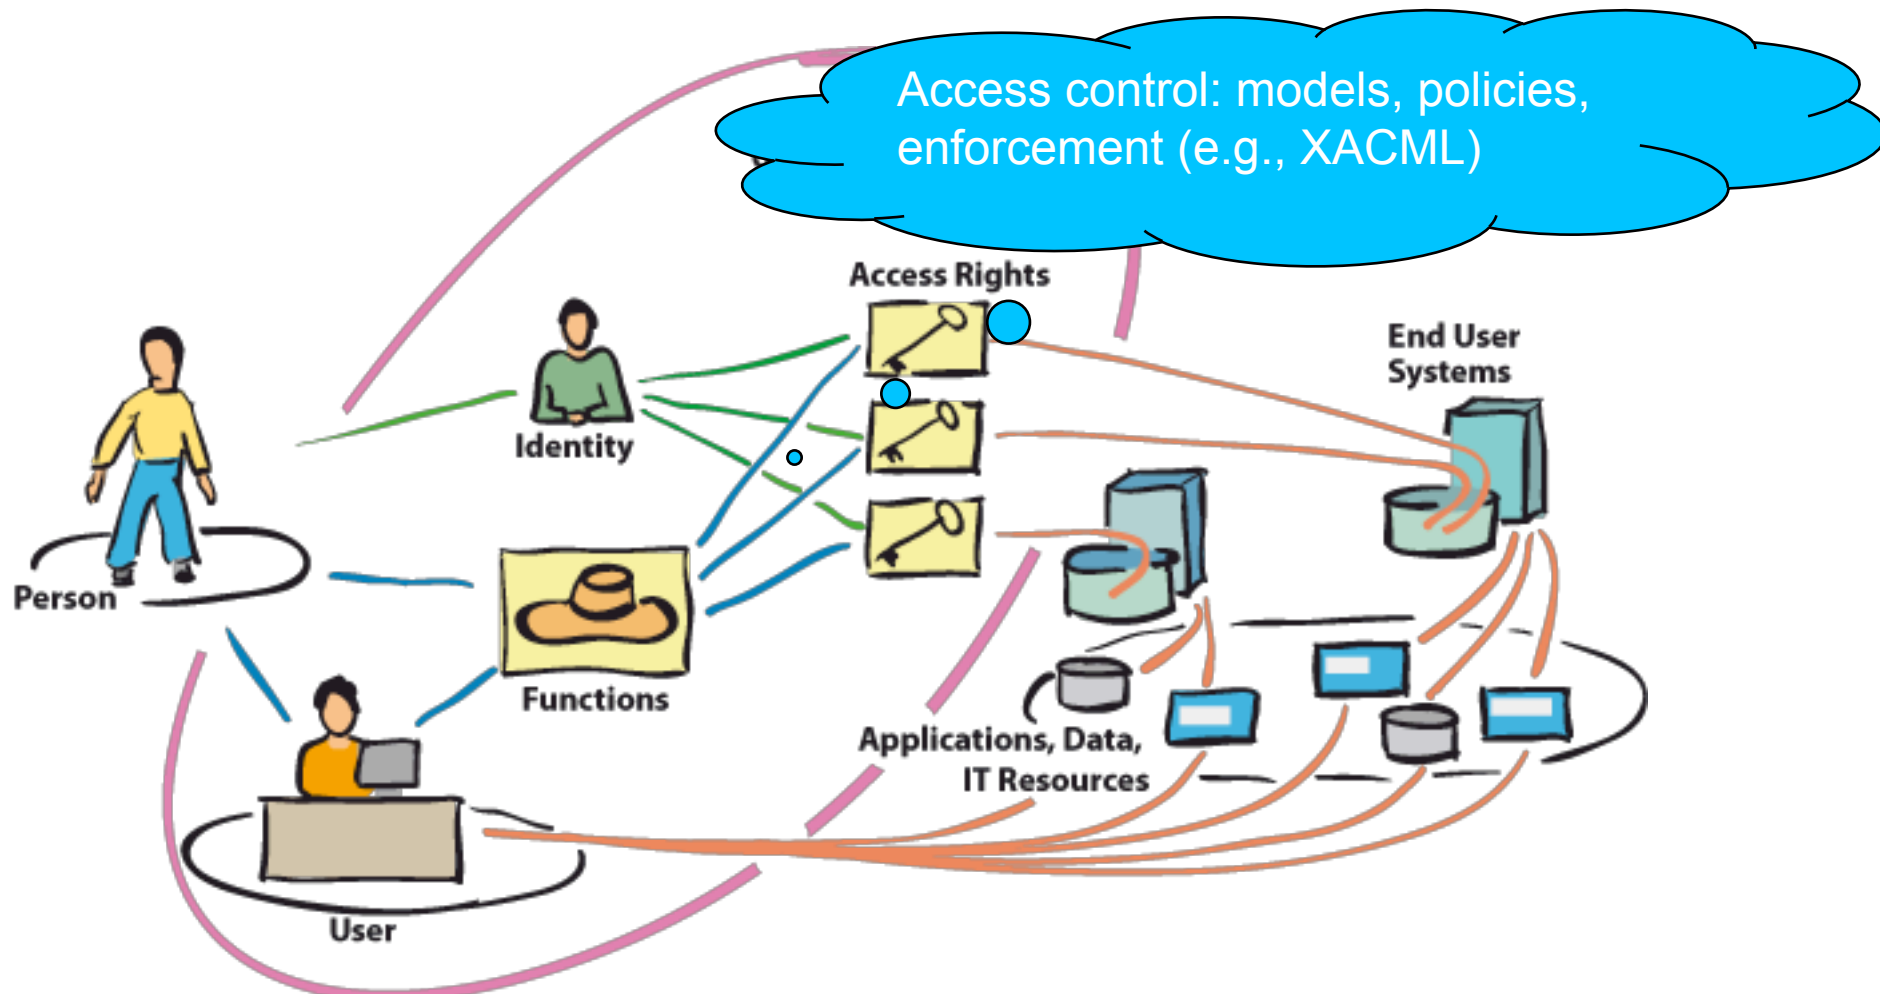 Access control: models, policies,
enforcement (e.g., XACML)
Access Rights
End User
Systems
Identity
Person
Functions
Applications, Data,
IT Resources
User